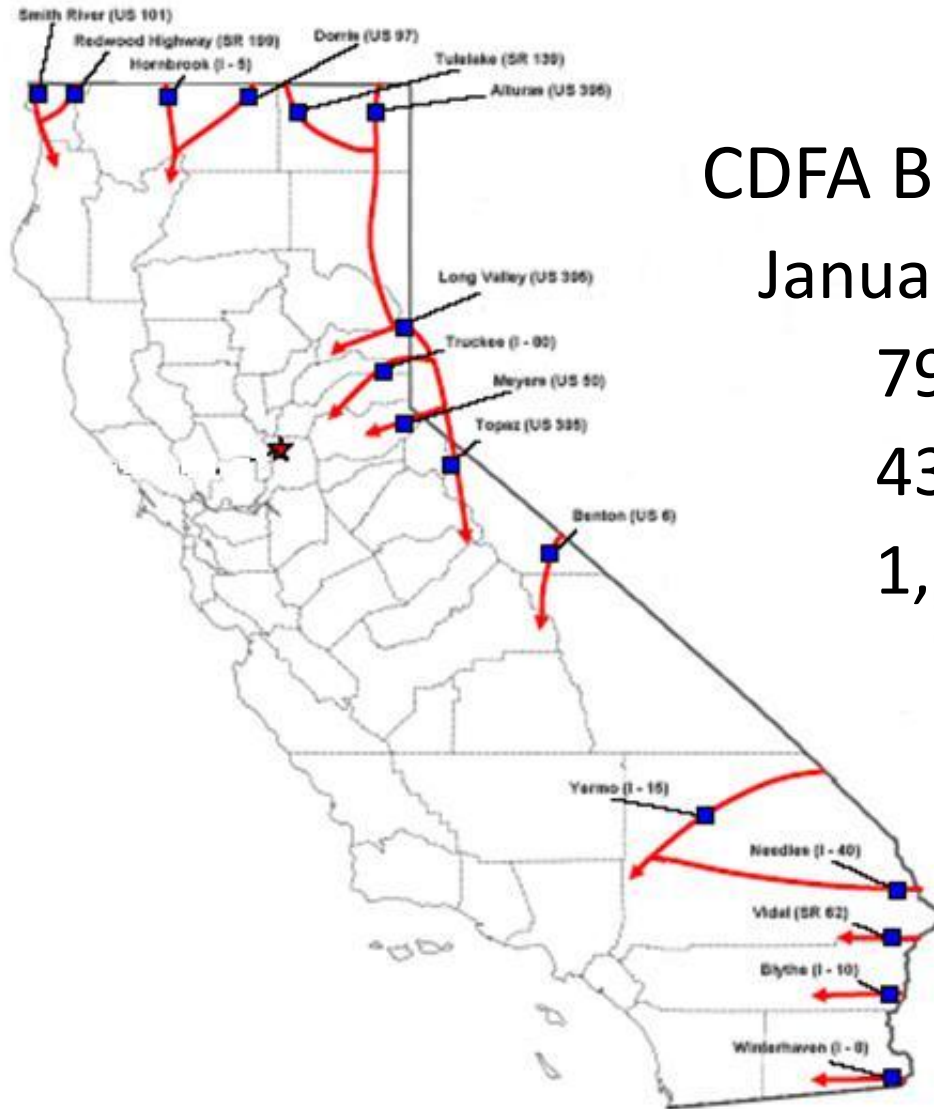 Smith River (US 101)
Redwood Highway (SR 199)
Hornbrook (I - 5)
Dorris (US 97)
Tulelake (SR 139)
Alturas (US 395)
CDFA B
Janua
Long Valley (US 395)
79
Truckee (I - 80)
Meyers (US 50)
Topaz (US 395)
43
Benton (US 6)
1,
Yermo (I - 15)
Needles (I - 40)
Vidal (SR 62)
Blythe (I - 10)
Winterhaven (I - 8)